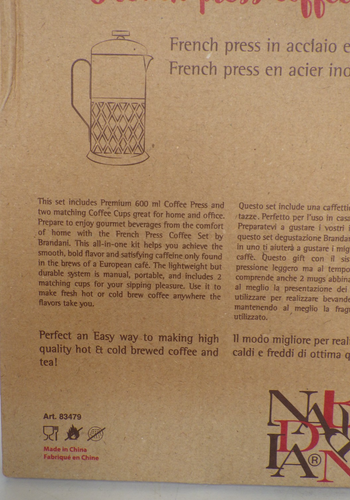 French press coffee
French press in acciaio e
French press en acier ino
This set includes Premium 600 ml Coffee Press and
two matching Coffee Cups great for home and office.
Prepare to enjoy gourmet beverages from the comfort
of home with the French Press Coffee Set by
Brandani. This all-in-one kit helps you achieve the
smooth, bold flavor and satisfying caffeine only found
in the brews of a European café. The lightweight but
durable system is manual, portable, and includes 2
matching cups for your sipping pleasure. Use it to
make fresh hot or cold brew coffee anywhere the
flavors take you.
Perfect an Easy way to making high
quality hot & cold brewed coffee and
tea!
Questo set include una caffettie
tazze. Perfetto per l'uso in casa
Preparatevi a gustare i vostri
questo set degustazione Brandan
in uno ti aiuterà a gustare i mig
caffè. Questo gift con il sis
pressione leggero ma al tempo
comprende anche 2 mugs abbina
al meglio la presentazione dei
utilizzare per realizzare bevande
mantenendo al meglio la frag
utilizzato.
Il modo migliore per real
caldi e freddi di ottima q
Art. 83479
Made in China
Fabriqué en Chine